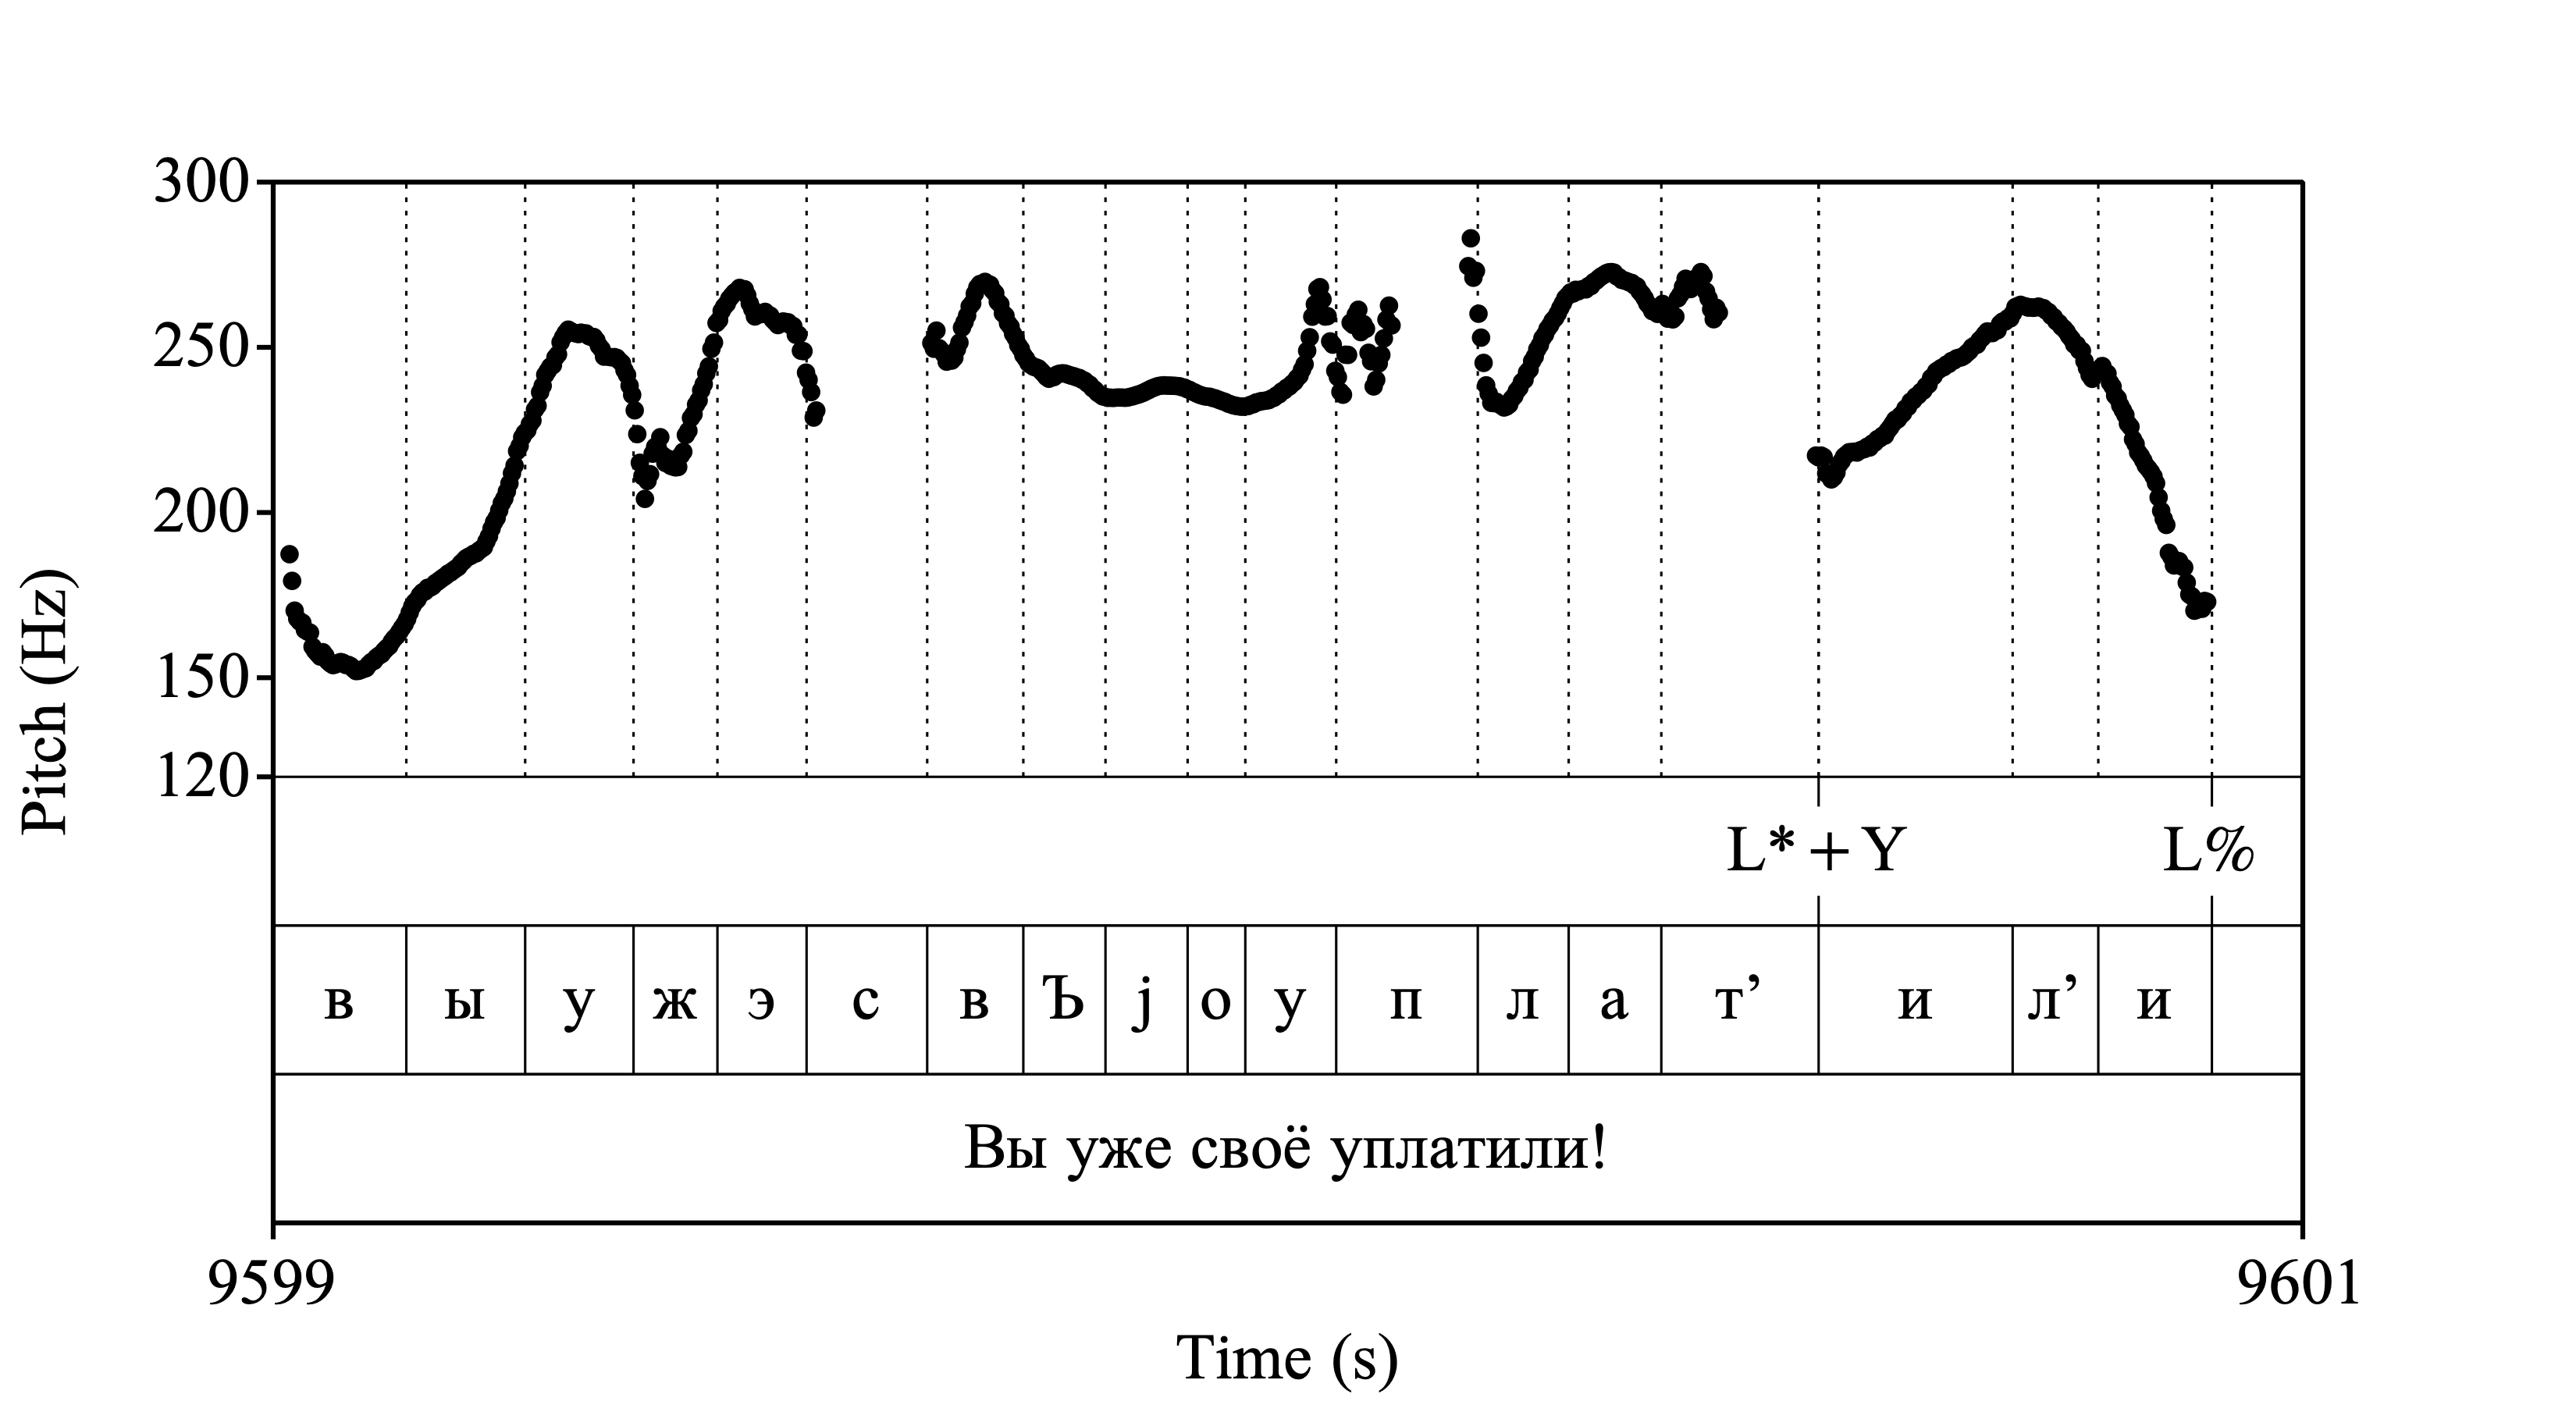 300
250
200
150
120
Pitch (Hz)
L*+Y L%
в ы у ж э с в Ъ j о у п л а т’ и л’ и
Вы уже своё уплатили!
9599 9601
Time (s)